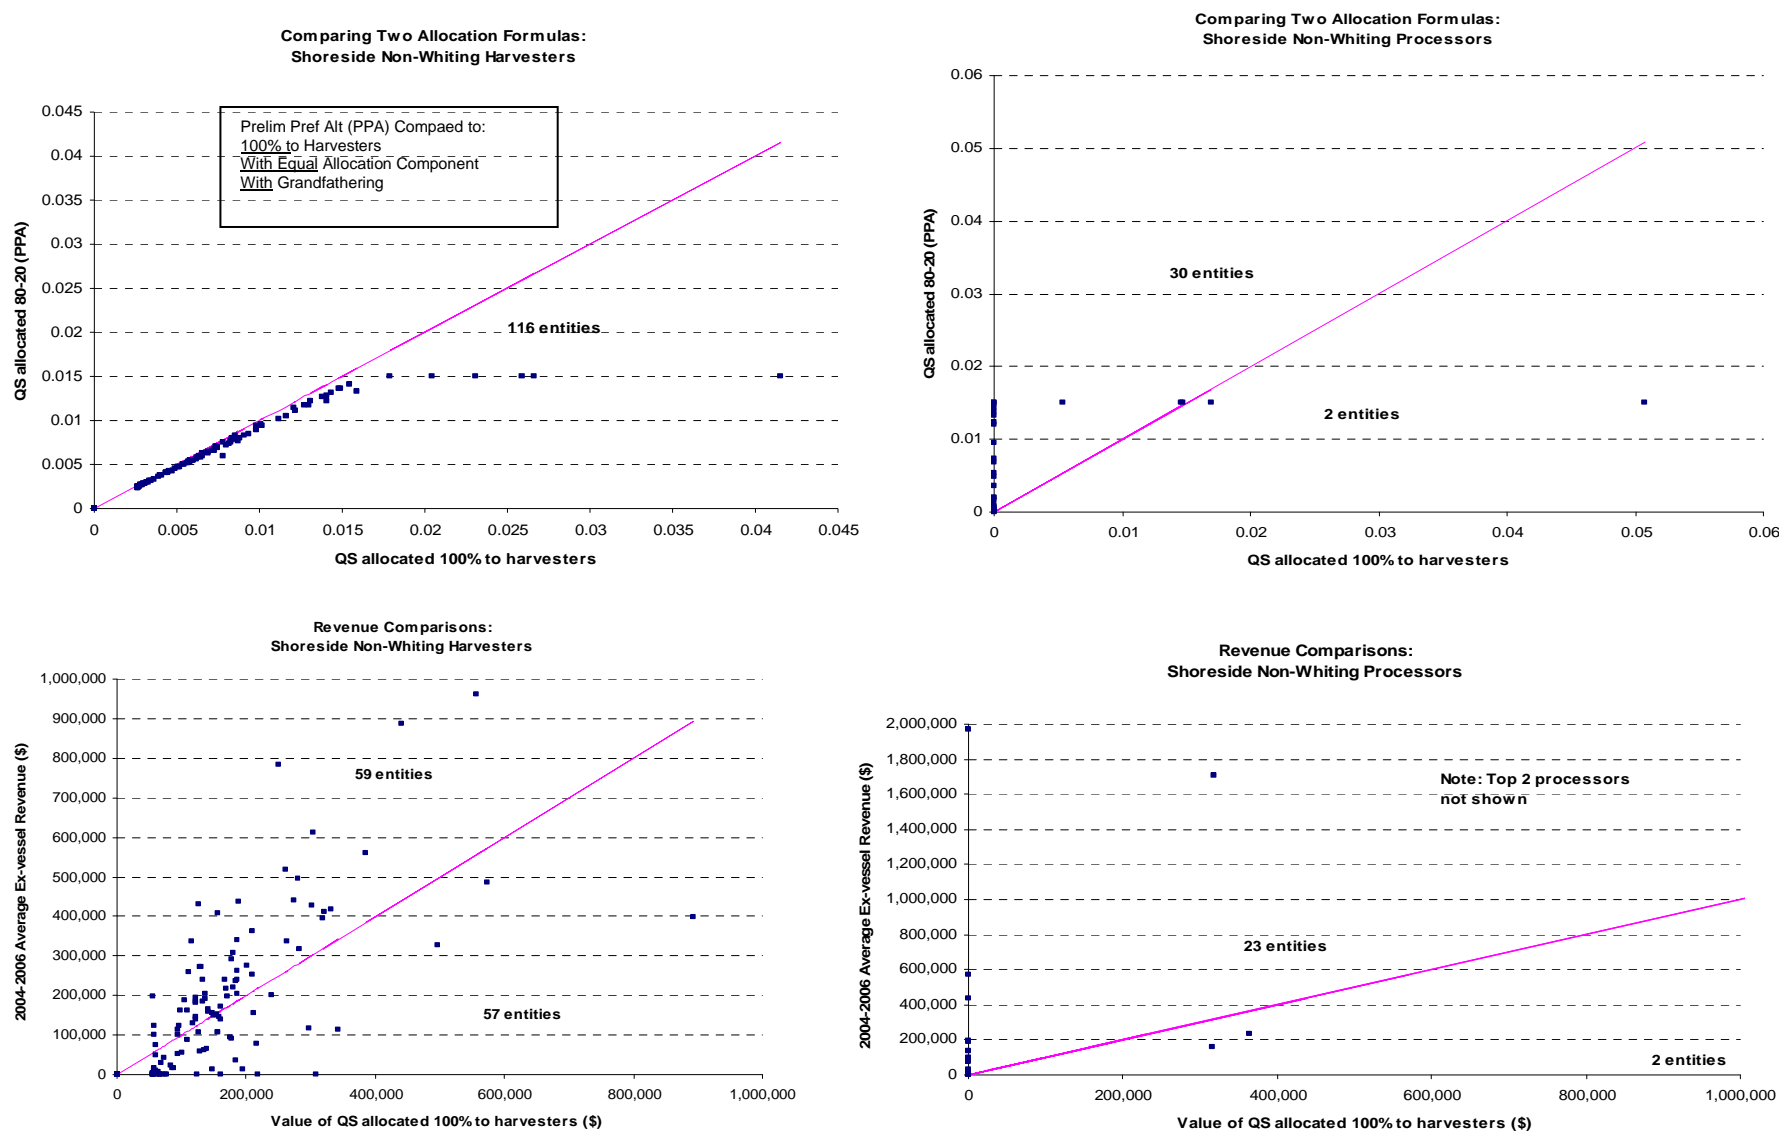 Comparing Two Allocation Formulas:
Shoreside Non-Whiting Harvesters
0.045
0.04
0.035
0.03
0.025
0.02
0.015
0.01
0.005
0
QS allocated 80-20 (PPA)
Prelim Pref Alt (PPA) Compaed to:
100% to Harvesters
With Equal Allocation Component
With Grandfathering
116 entities
0 0.005 0.01 0.015 0.02 0.025 0.03 0.035 0.04 0.045
QS allocated 100% to harvesters
Comparing Two Allocation Formulas:
Shoreside Non-Whiting Processors
0.06
0.05
0.04
0.03
0.02
0.01
0
QS allocated 80-20 (PPA)
30 entities
2 entities
0 0.01 0.02 0.03 0.04 0.05 0.06
QS allocated 100% to harvesters
Revenue Comparisons:
Shoreside Non-Whiting Harvesters
1,000,000
900,000
800,000
700,000
600,000
500,000
400,000
300,000
200,000
100,000
0
2004-2006 Average Ex-vessel Revenue ($)
59 entities
57 entities
0 200,000 400,000 600,000 800,000 1,000,000
Value of QS allocated 100% to harvesters ($)
Revenue Comparisons:
Shoreside Non-Whiting Processors
2,000,000
1,800,000
1,600,000
1,400,000
1,200,000
1,000,000
800,000
600,000
400,000
200,000
0
2004-2006 Average Ex-vessel Revenue ($)
Note: Top 2 processors
not shown
23 entities
2 entities
0 200,000 400,000 600,000 800,000 1,000,000
Value of QS allocated 100% to harvesters ($)